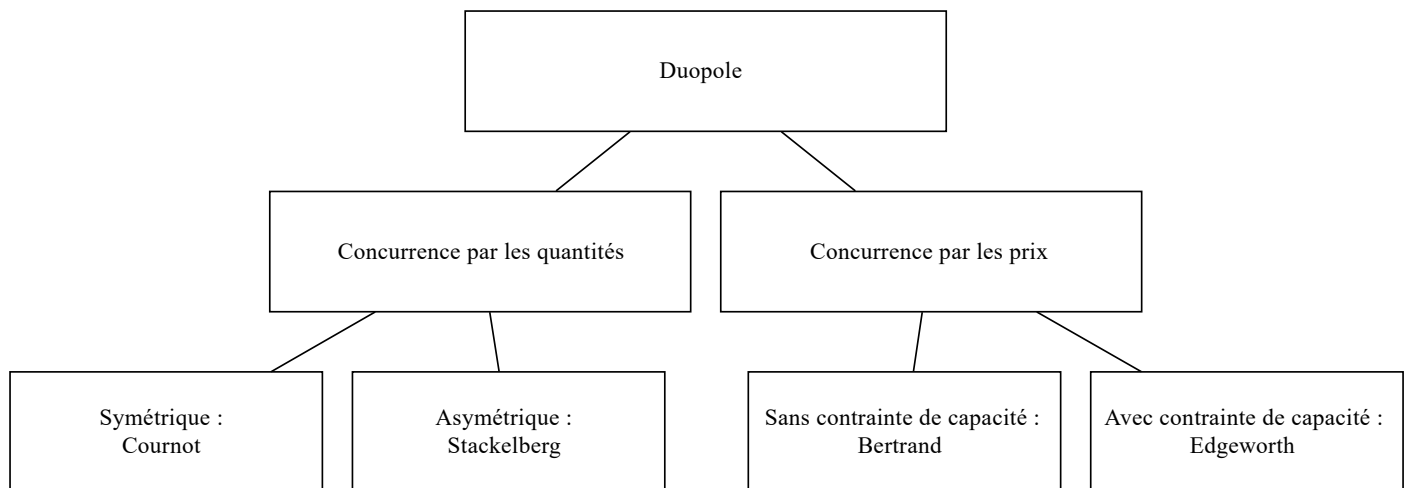 Duopole
Concurrence par les quantités
Concurrence par les prix
Symétrique :
Cournot
Asymétrique :
Stackelberg
Sans contrainte de capacité :
Bertrand
Avec contrainte de capacité :
Edgeworth